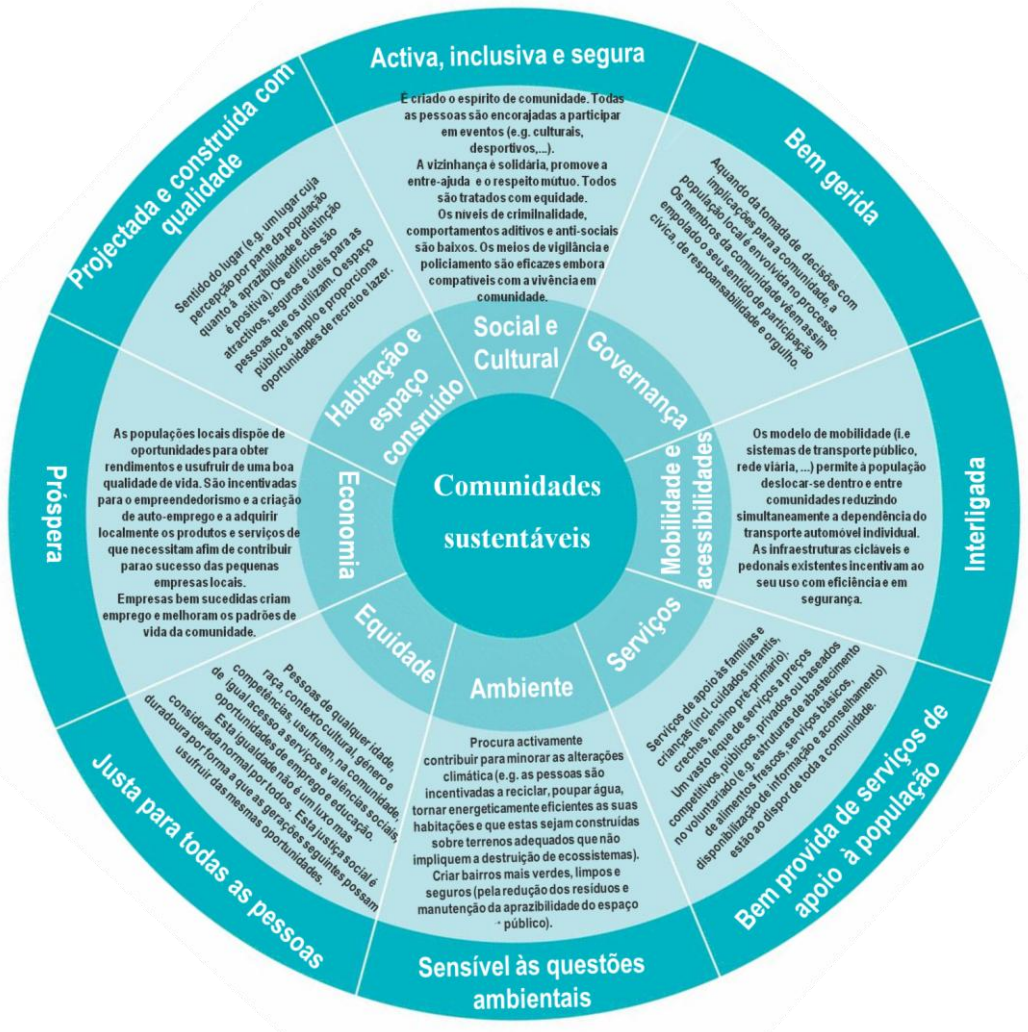 Comunidades
sustentáveis
Activa, inclusiva e segura
É criado o espírito de comunidade. Todas
as pessoas são encorajadas a participar
em eventos (e.g. culturais,
desportivos,...).
A vizinhança é solidária, promove a
entre-ajuda e o respeito mútuo. Todos
são tratados com equidade.
Os níveis de crimilnalidade,
comportamentos aditivos e anti-sociais
são baixos. Os meios de vigilância e
policiamento são eficazes embora
compatíveis com a vivência em
comunidade.
Social e
Cultural
Bem gerida
Aquando da tomada de decisões com
implicações para a comunidade, a
população local é envolvida no processo.
Os membros da comunidade vêem assim
empolado o seu sentido de participação
cívica, de responsabilidade e orgulho.
Governança
Interligada
Os modelo de mobilidade (i.e
sistemas de transporte público,
rede viária, ...) permite à população
deslocar-se dentro e entre
comunidades reduzindo
simultaneamente a dependência do
transporte automóvel individual.
As infraestruturas cicláveis e
pedonais existentes incentivam ao
seu uso com eficiência e em
segurança.
Mobilidade e
acessibilidades
Bem provida de serviços de
apoio à população
Serviços de apoio às famílias e
crianças (incl. cuidados infantis,
creches, ensino pré-primário).
Um vasto leque de serviços a preços
competitivos, públicos, privados ou baseados
no voluntariado (e.g. estruturas de abastecimento
de alimentos frescos, serviços básicos,
disponibilização de informação e aconselhamento)
estão ao dispor de toda a comunidade.
Serviços
Sensível às questões
ambientais
Procura activamente
contribuir para minorar as alterações
climática (e.g. as pessoas são
incentivadas a reciclar, poupar água,
tornar energeticamente eficientes as suas
habitações e que estas sejam construídas
sobre terrenos adequados que não
impliquem a destruição de ecossistemas).
Criar bairros mais verdes, limpos e
seguros (pela redução dos resíduos e
manutenção da aprazibilidade do espaço
público).
Ambiente
Justa para todas as pessoas
Pessoas de qualquer idade,
raça, contexto cultural, género e
competências, usufruem, na comunidade,
de igual acesso a serviços e valências sociais,
oportunidades de emprego e educação.
Esta igualdade não é um luxo mas
considerada normal por todos. Esta justiça social é
duradoura por forma a que as gerações seguintes possam
usufruir das mesmas oportunidades.
Equidade
Próspera
As populações locais dispõe de
oportunidades para obter
rendimentos e usufruir de uma boa
qualidade de vida. São incentivadas
para o empreendedorismo e a criação
de auto-emprego e a adquirir
localmente os produtos e serviços de
que necessitam afim de contribuir
parao sucesso das pequenas
empresas locais.
Empresas bem sucedidas criam
emprego e melhoram os padrões de
vida da comunidade.
Economia
Projectada e construída com
qualidade
Sentido do lugar (e.g. um lugar cuja
percepção por parte da população
quanto à aprazibilidade e distinção
é positiva). Os edifícios são
atractivos, seguros e úteis para as
pessoas que os utilizam. O espaço
público é amplo e proporciona
oportunidades de recreio e lazer.
Habitação e
espaço
consruído